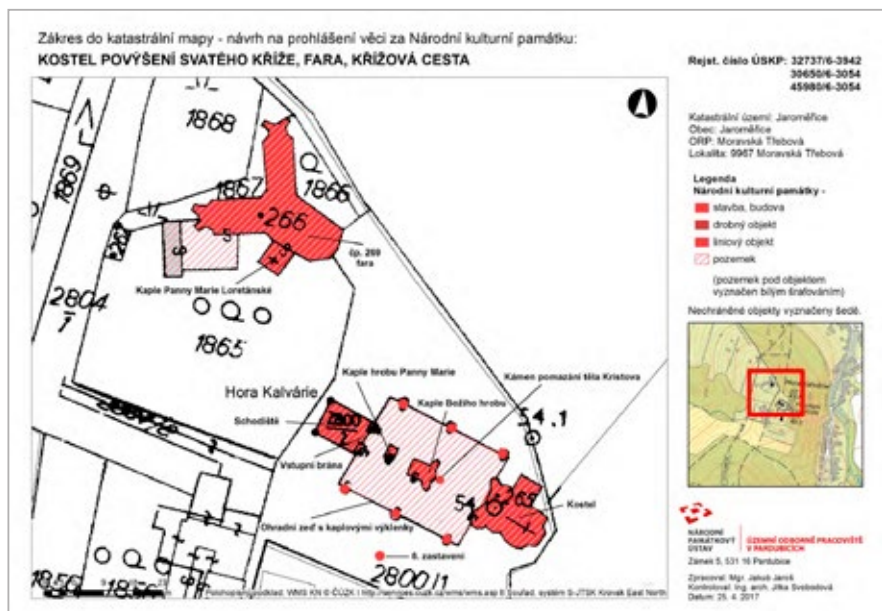 Zákres do katastrální mapy - návrh na prohlášení věci za Národní kulturní památku:
KOSTEL POVÝŠENÍ SVATÉHO KŘÍŽE, FARA, KŘÍŽOVÁ CESTA
Rejst. číslo ÚSKP: 32737/6-3942
30650/6-3054
45980/6-3054
Katastrální území: Jaroměřice
Obec: Jaroměřice
ORP: Moravská Třebová
Lokalita: 9967 Moravská Třebová
Legenda
Národní kulturní památky -
stavba, budova
drobný objekt
liniový objekt
pozemek
(pozemek pod objektem
vyznačen bílým šrafováním)
Nechráněné objekty vyznačeny šedě.
1868
1869
1867
1866
266
čp. 269
fara
Kaple Panny Marie Loretánské
2804
1865
Hora Kalvárie
Kaple hrobu Panny Marie
Kámen pomazání těla Kristova
Kaple Božího hrobu
Schodiště
2800
4.1
Vstupní brána
54
Kostel
Ohradní zeď s kaplovými výklenky
8. zastavení
2800/1
NÁRODNÍ
PAMÁTKOVÝ
ÚSTAV
ÚZEMNÍ ODBORNÉ PRACOVIŠTĚ
V PARDUBICÍCH
Zámek 5, 531 16 Pardubice
Zpracoval: Mgr. Jakub Jaroš
Kontroloval: Ing. arch. Jitka Svobodová
Datum: 25. 4. 2017